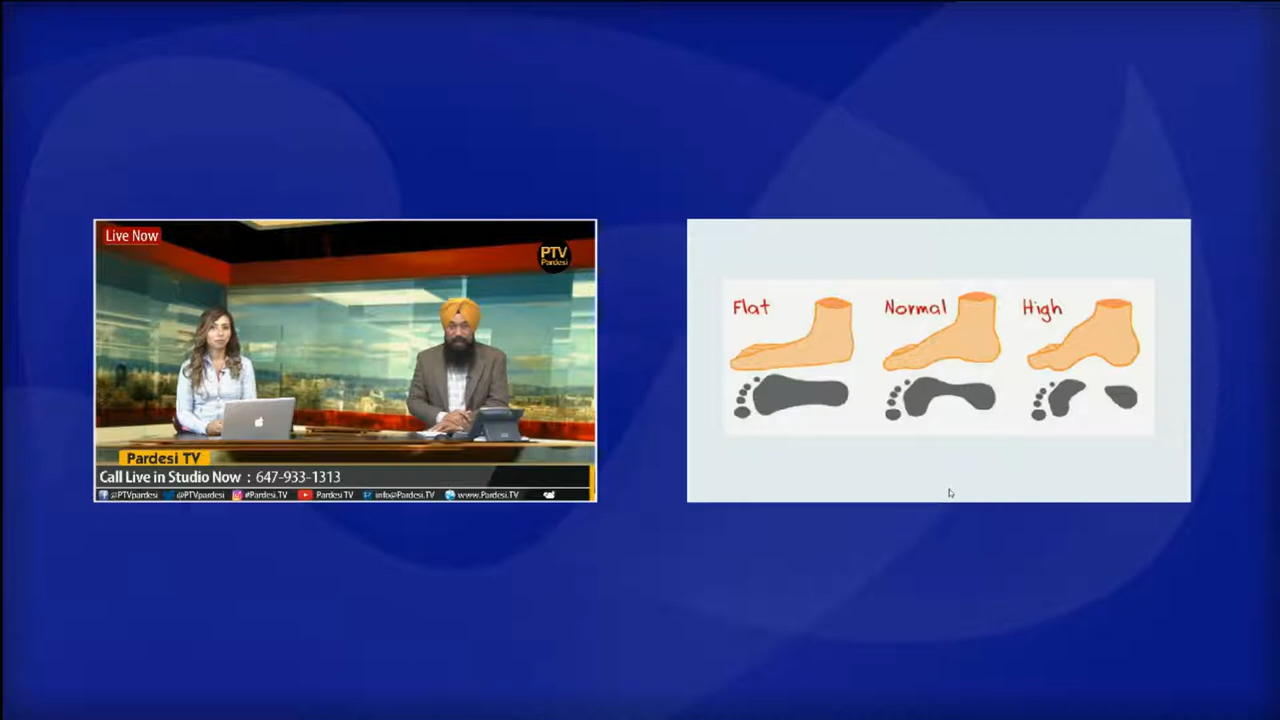 Live Now
PTV
Pardesi
Pardesi TV
Call Live in Studio Now : 647-933-1313
@PTVpardesi @PTVpardesi #Pardesi.TV Pardesi TV info@Pardesi.TV www.Pardesi.TV
Flat Normal High